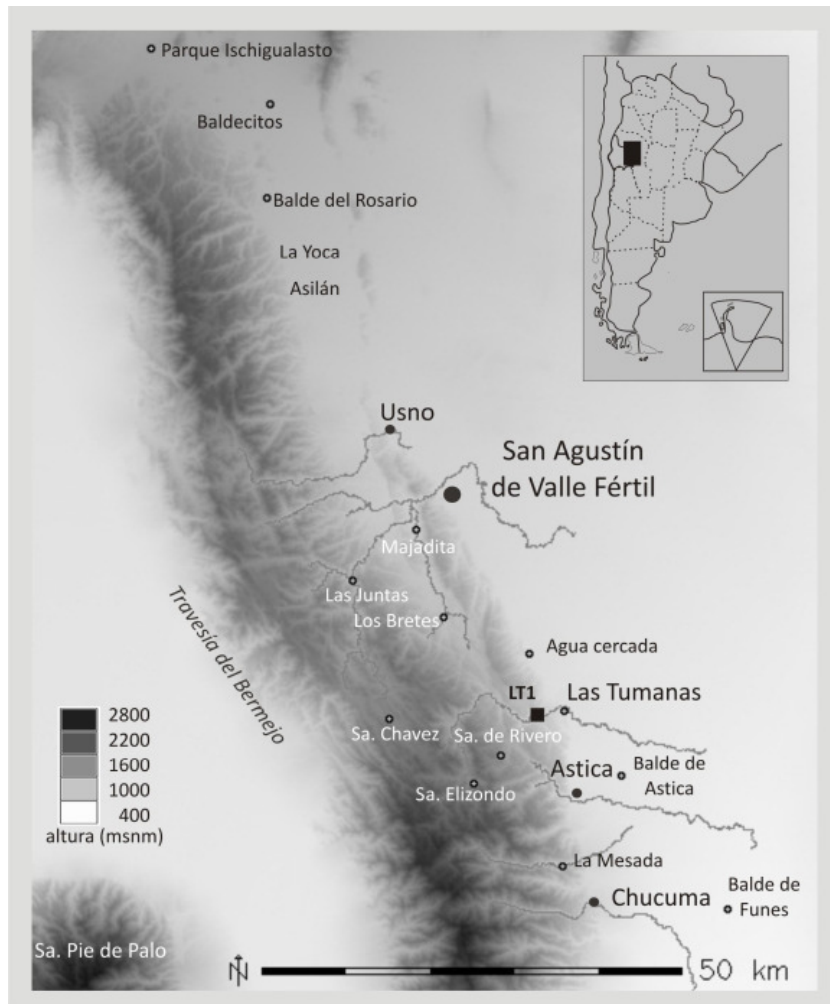 Parque Ischigualasto
Baldecitos
Balde del Rosario
La Yoca
Asilán
Usno
San Agustín
de Valle Fértil
Majadita
Las Juntas
Los Bretes
Travesía del Bermejo
Agua cercada
LT1
Las Tumanas
Sa. Chavez
Sa. de Rivero
Astica
Balde de
Astica
Sa. Elizondo
2800
2200
1600
1000
400
altura (msnm)
La Mesada
Chucuma
Balde de
Funes
Sa. Pie de Palo
N
50 km